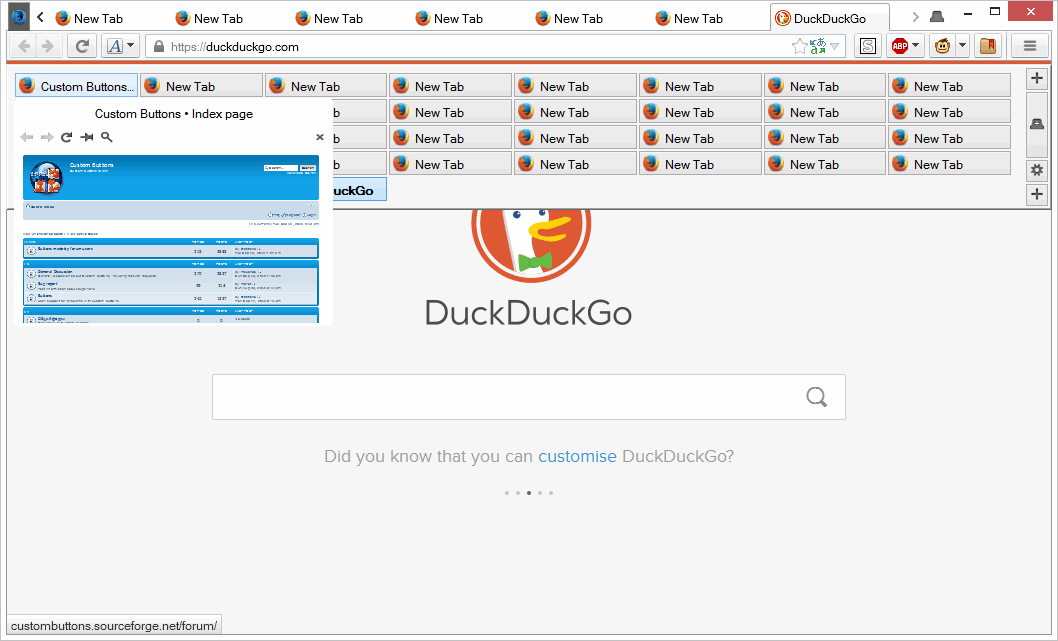 New Tab New Tab New Tab New Tab New Tab New Tab DuckDuckGo
A https://duckduckgo.com S ABP
Custom Buttons... New Tab New Tab New Tab New Tab New Tab New Tab New Tab
Custom Buttons • Index page
b New Tab New Tab New Tab New Tab New Tab
b New Tab New Tab New Tab New Tab New Tab
b New Tab New Tab New Tab New Tab New Tab
uckGo
Custom Buttons
DuckDuckGo
Did you know that you can customise DuckDuckGo?
custombuttons.sourceforge.net/forum/